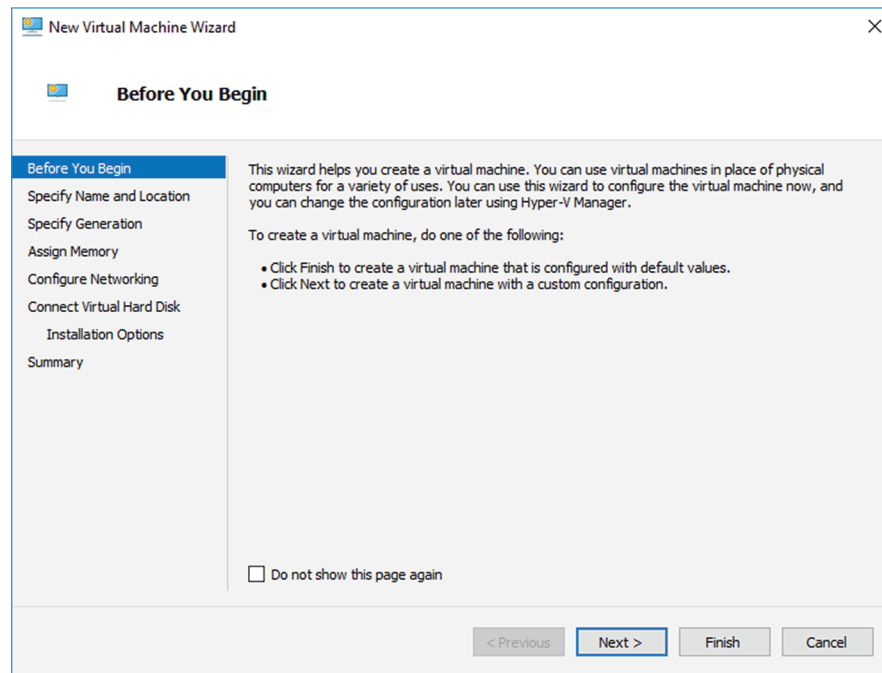 New Virtual Machine Wizard
Before You Begin
Before You Begin
Specify Name and Location
Specify Generation
Assign Memory
Configure Networking
Connect Virtual Hard Disk
Installation Options
Summary
This wizard helps you create a virtual machine. You can use virtual machines in place of physical
computers for a variety of uses. You can use this wizard to configure the virtual machine now, and
you can change the configuration later using Hyper-V Manager.
To create a virtual machine, do one of the following:
• Click Finish to create a virtual machine that is configured with default values.
• Click Next to create a virtual machine with a custom configuration.
Do not show this page again
< Previous
Next >
Finish
Cancel